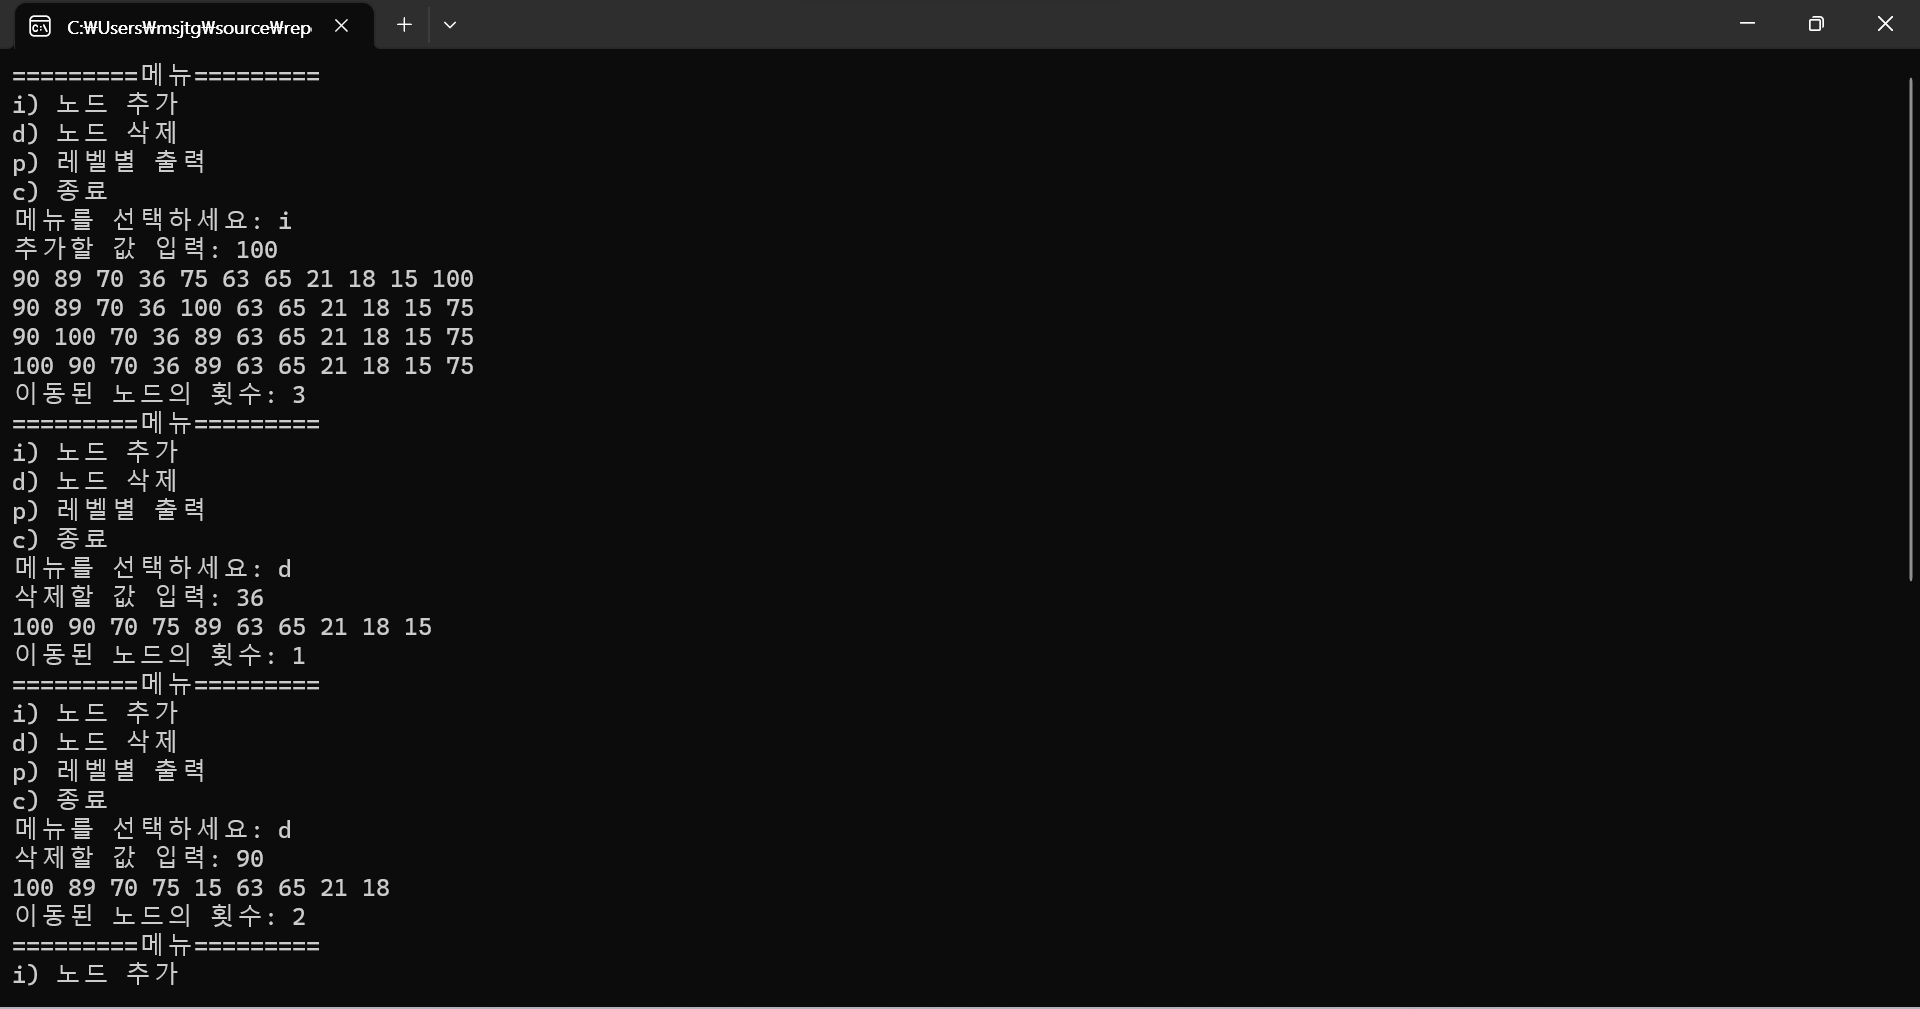 C:₩Users₩msjtg₩source₩rep
=========메뉴=========
i) 노드 추가
d) 노드 삭제
p) 레벨별 출력
c) 종료
메뉴를 선택하세요: i
추가할 값 입력: 100
90 89 70 36 75 63 65 21 18 15 100
90 89 70 36 100 63 65 21 18 15 75
90 100 70 36 89 63 65 21 18 15 75
100 90 70 36 89 63 65 21 18 15 75
이동된 노드의 횟수: 3
=========메뉴=========
i) 노드 추가
d) 노드 삭제
p) 레벨별 출력
c) 종료
메뉴를 선택하세요: d
삭제할 값 입력: 36
100 90 70 75 89 63 65 21 18 15
이동된 노드의 횟수: 1
=========메뉴=========
i) 노드 추가
d) 노드 삭제
p) 레벨별 출력
c) 종료
메뉴를 선택하세요: d
삭제할 값 입력: 90
100 89 70 75 15 63 65 21 18
이동된 노드의 횟수: 2
=========메뉴=========
i) 노드 추가